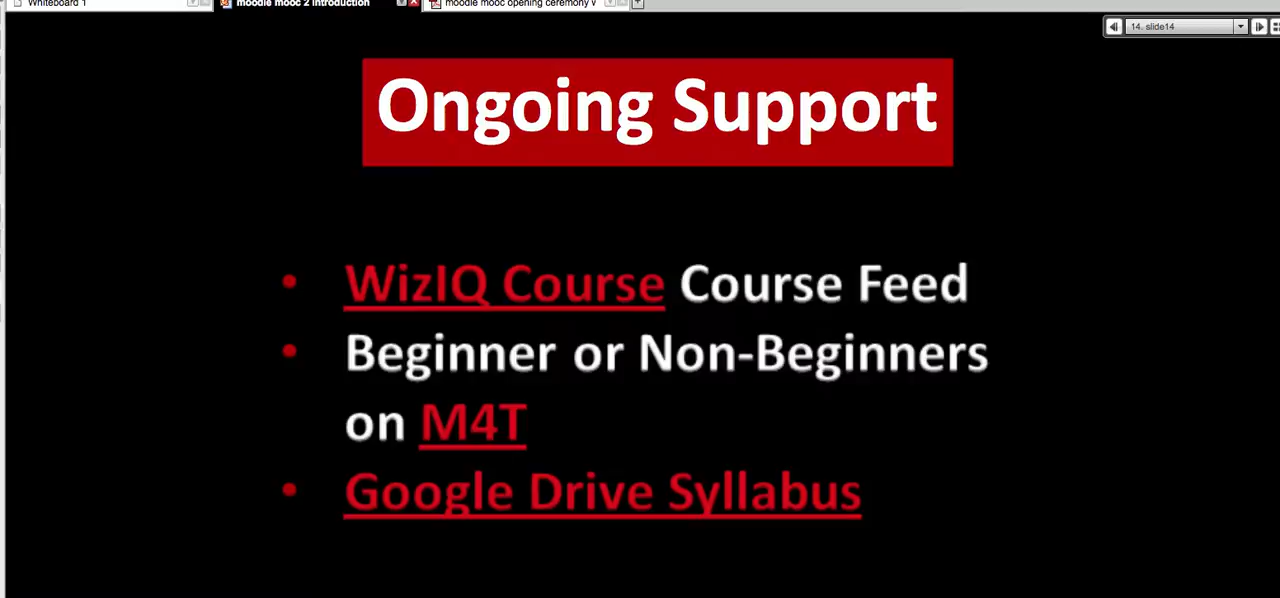 Whiteboard 1
moodle mooc 2 introduction
moodle mooc opening ceremony v
14. slide14
Ongoing Support
• WizIQ Course Course Feed
• Beginner or Non-Beginners
on M4T
• Google Drive Syllabus